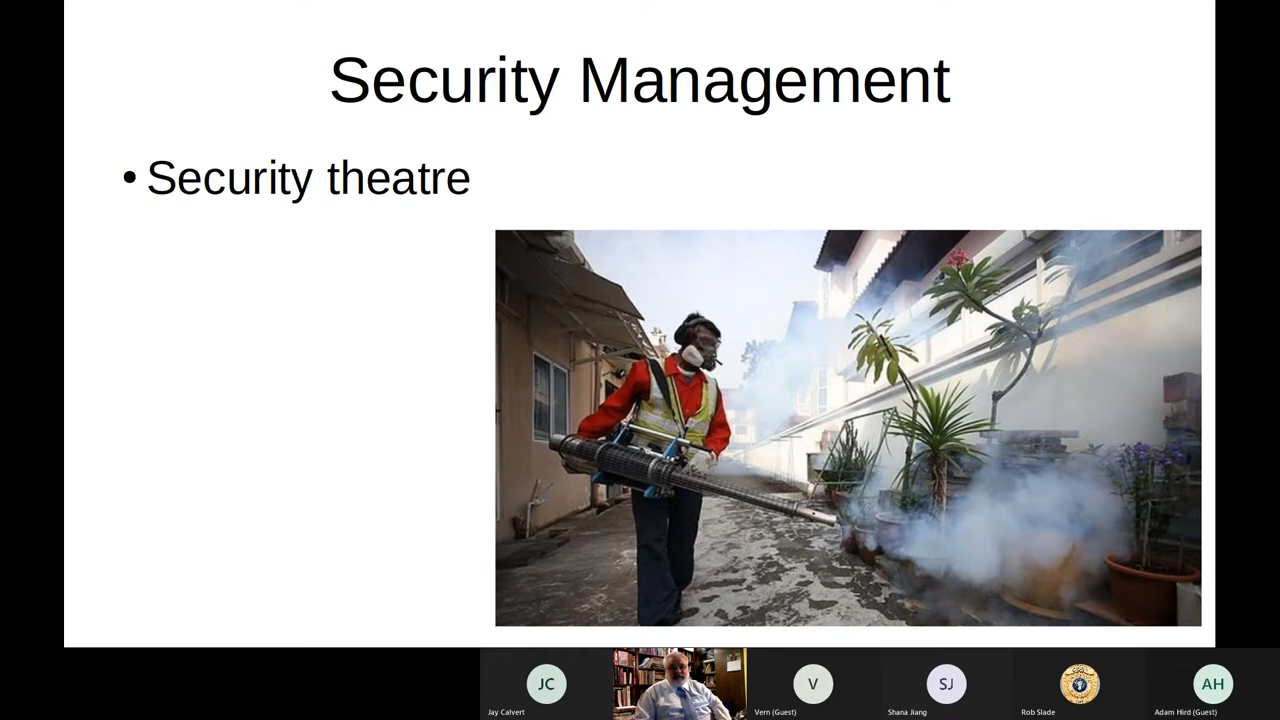 Security Management
• Security theatre
JC
V
SJ
AH
Jay Calvert
Vern (Guest)
Shana Jiang
Rob Slade
Adam Hird (Guest)